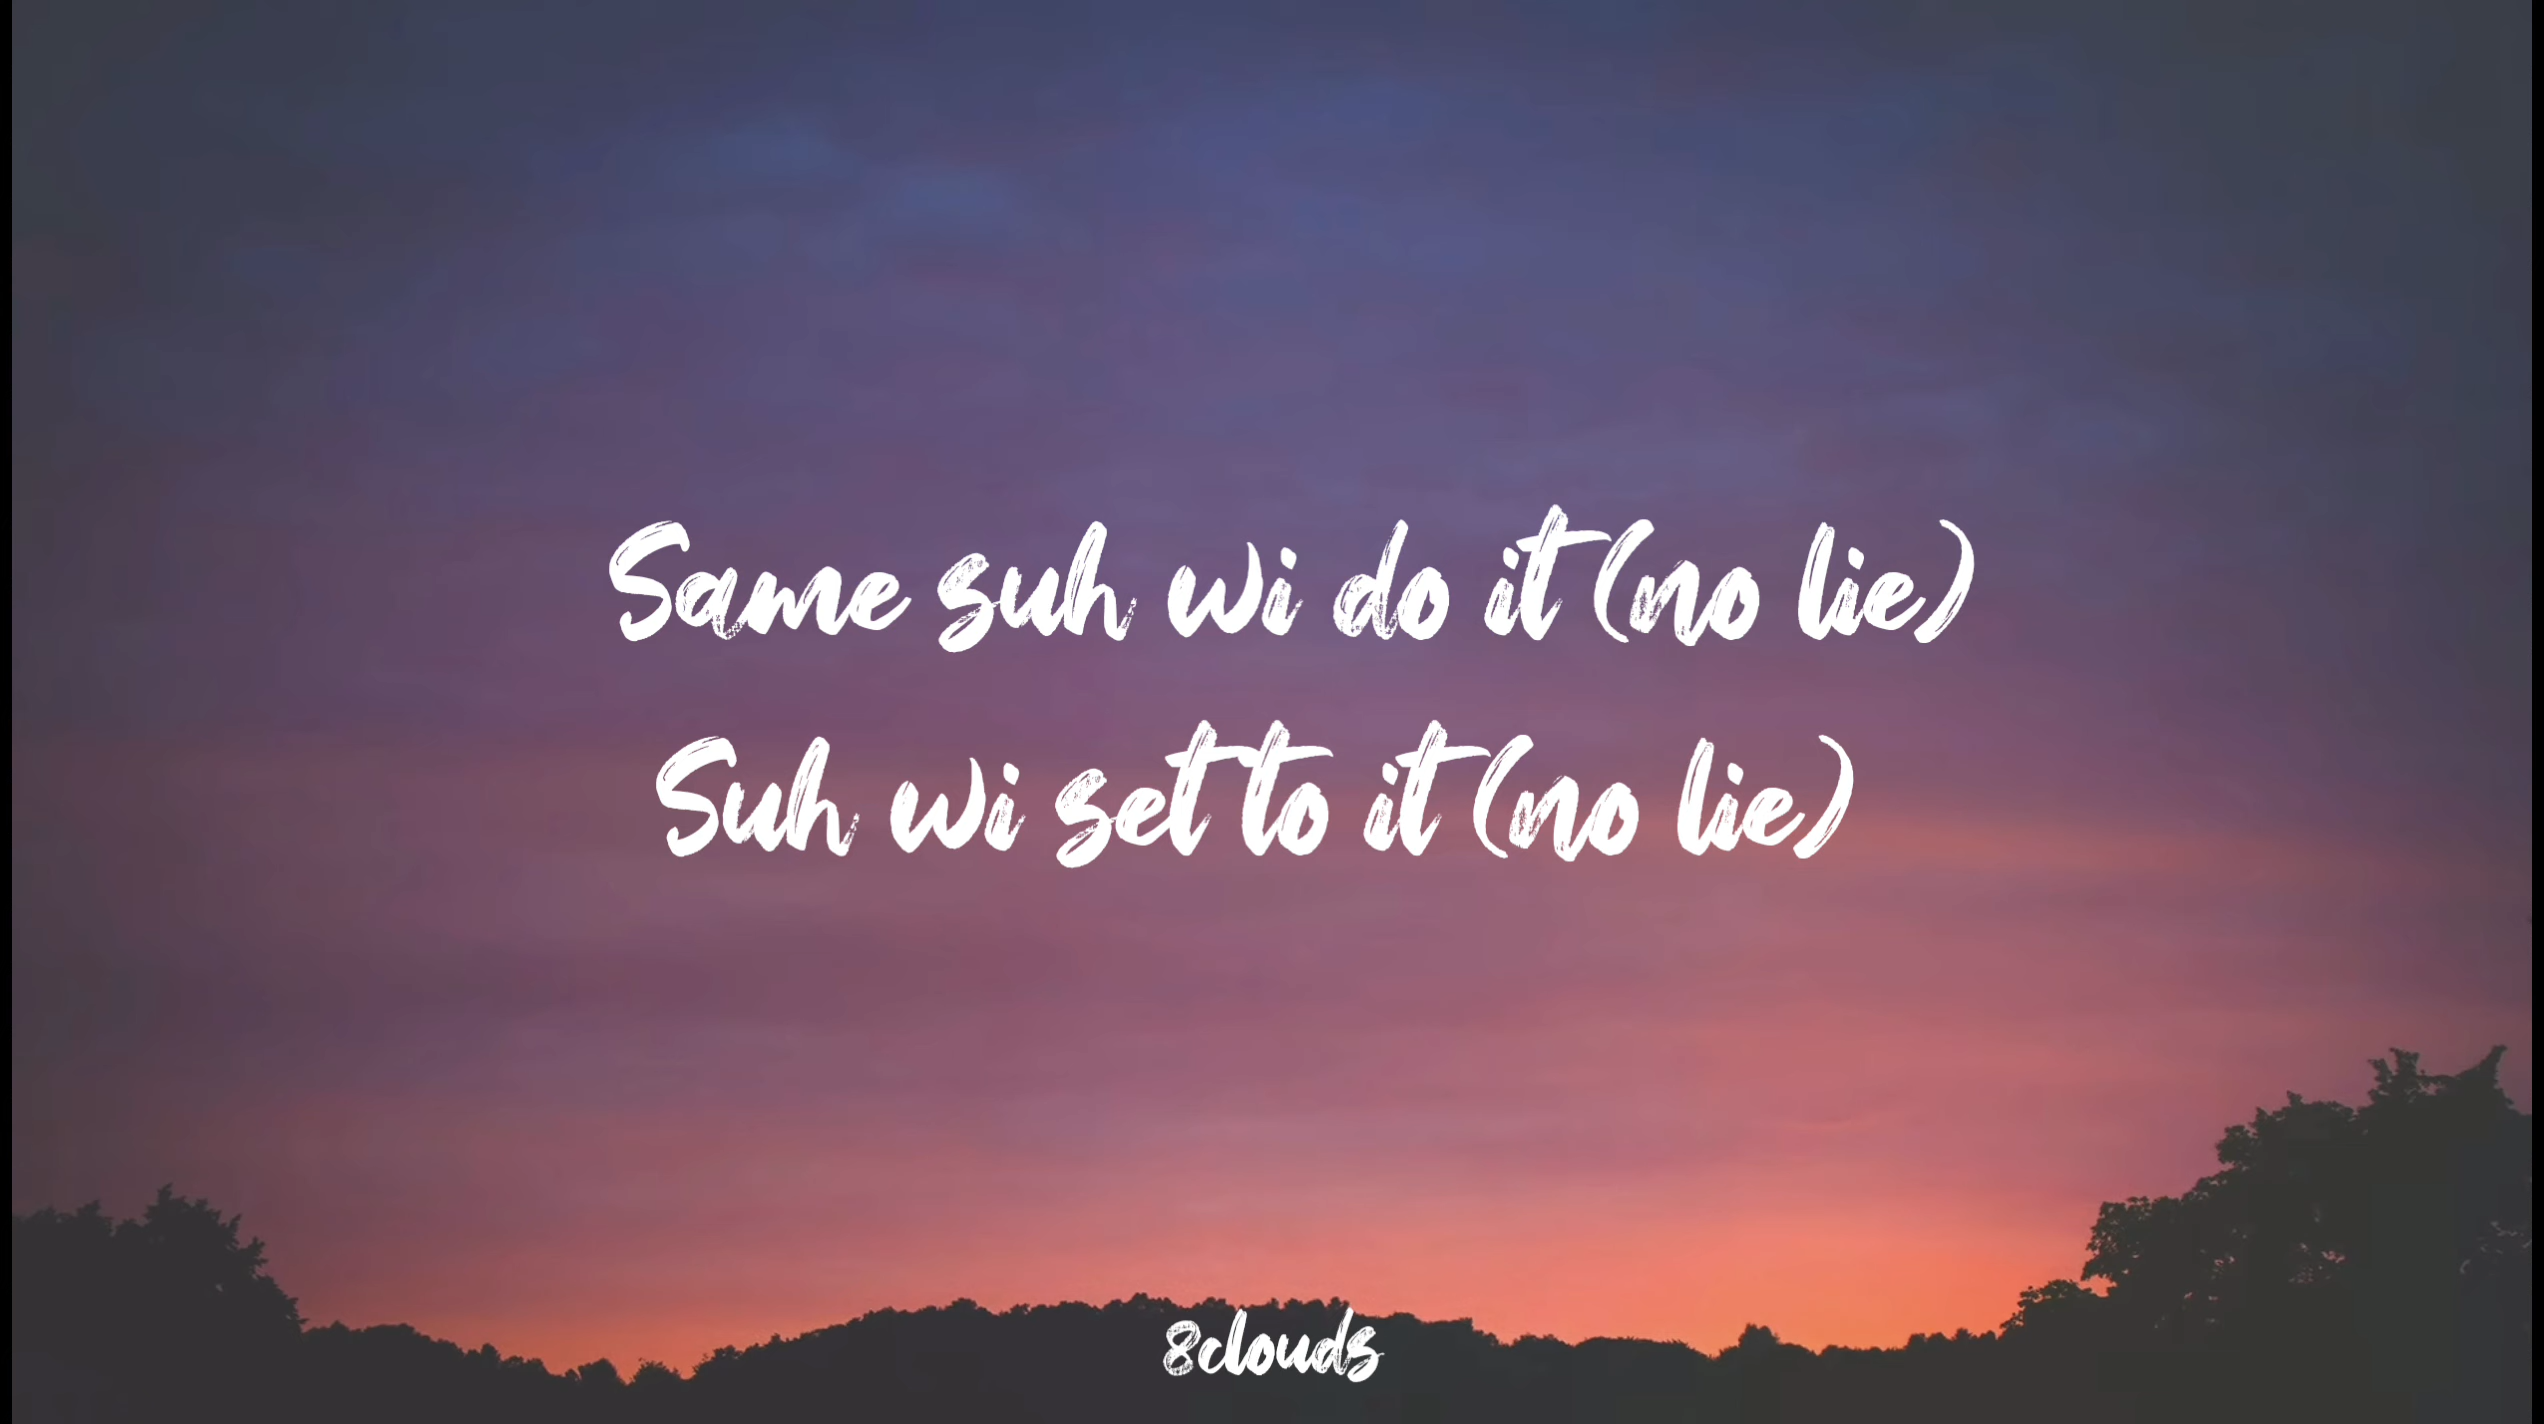 Same suh wi do it (no lie)
Suh wi set to it (no lie)
8clouds